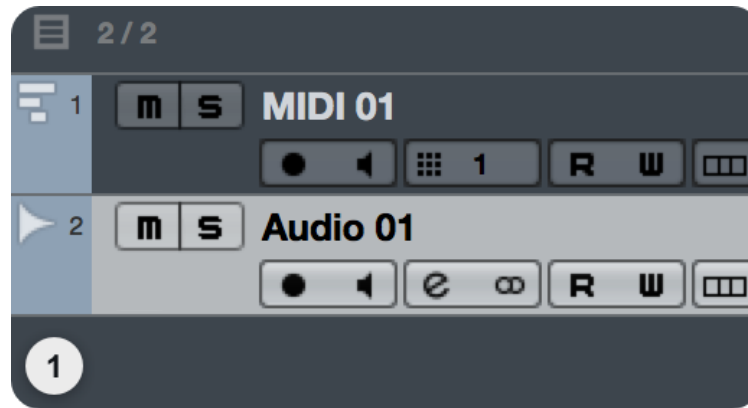 2 / 2
1 m S MIDI 01
1 R W
2 m S Audio 01
e R W
1